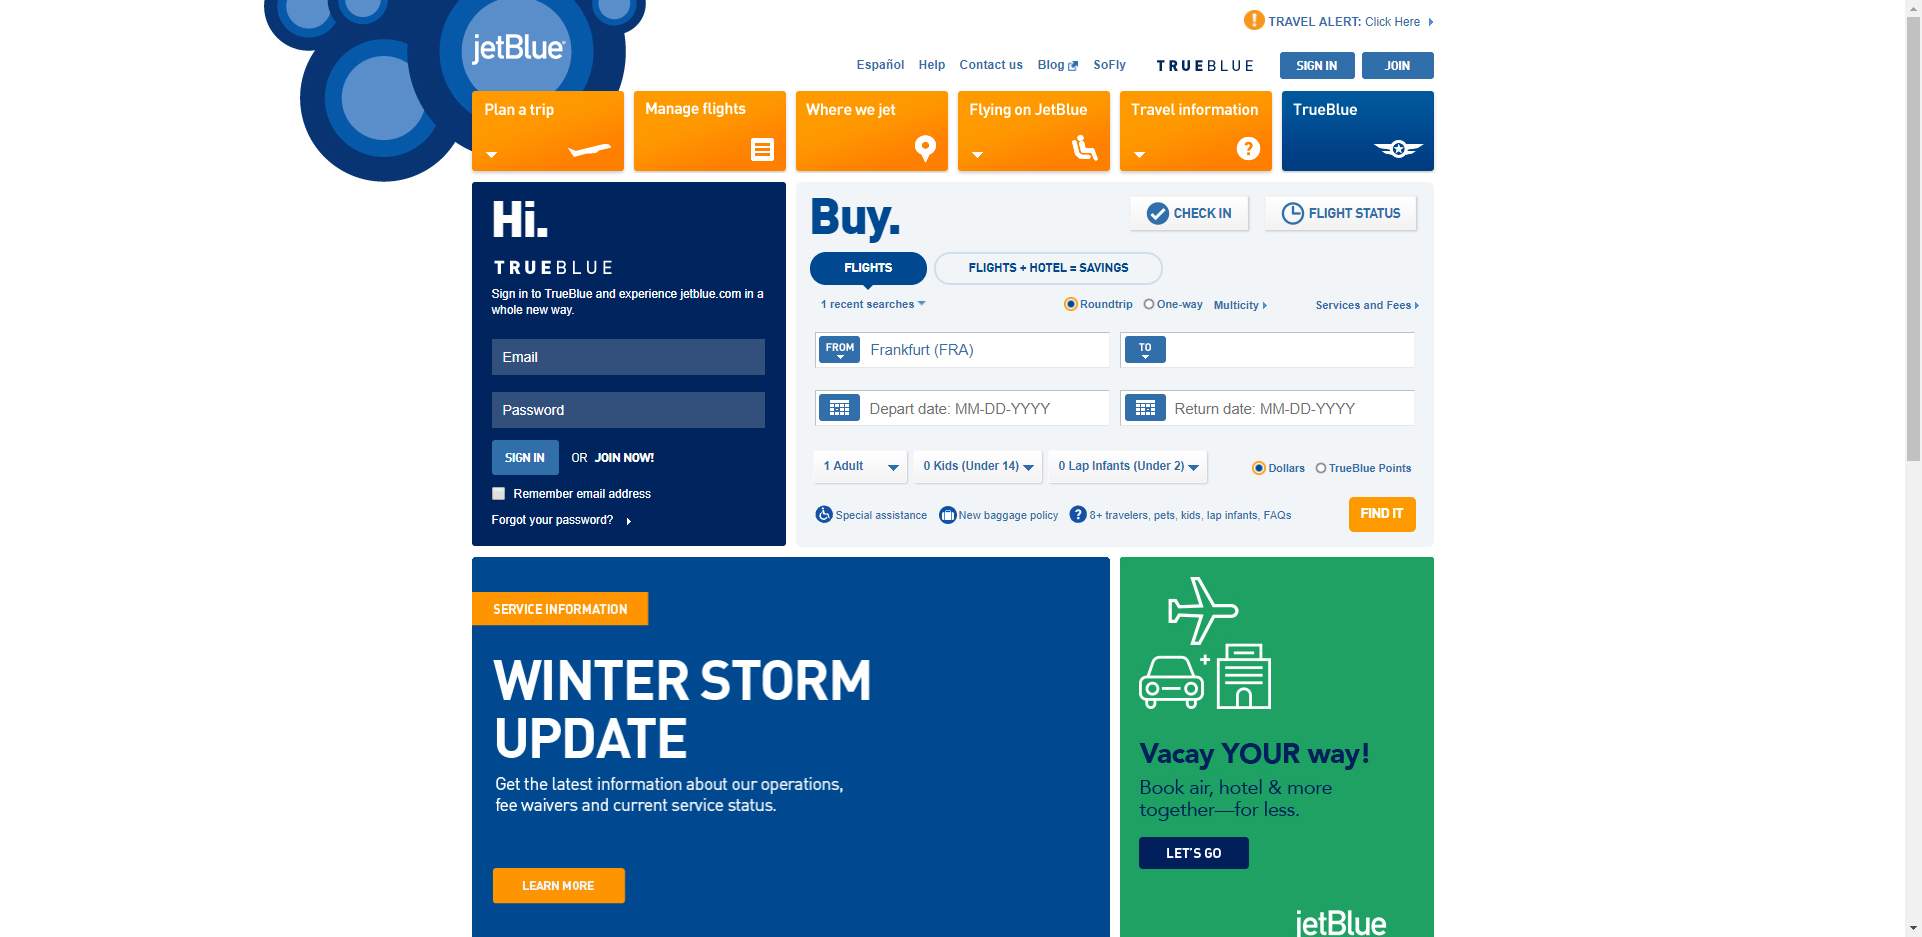 jetBlue
TRAVEL ALERT: Click Here
Español Help Contact us Blog SoFly TRUEBLUE SIGN IN JOIN
Plan a trip
Manage flights
Where we jet
Flying on JetBlue
Travel information
TrueBlue
Hi.
TRUEBLUE
Sign in to TrueBlue and experience jetblue.com in a
whole new way.
Email
Password
SIGN IN OR JOIN NOW!
Remember email address
Forgot your password?
Buy.
CHECK IN
FLIGHT STATUS
FLIGHTS
FLIGHTS + HOTEL = SAVINGS
1 recent searches
Roundtrip One-way Multicity
Services and Fees
FROM Frankfurt (FRA)
TO
Depart date: MM-DD-YYYY
Return date: MM-DD-YYYY
1 Adult
0 Kids (Under 14)
0 Lap Infants (Under 2)
Dollars TrueBlue Points
Special assistance
New baggage policy
8+ travelers, pets, kids, lap infants, FAQs
FIND IT
SERVICE INFORMATION
WINTER STORM
UPDATE
Get the latest information about our operations,
fee waivers and current service status.
LEARN MORE
Vacay YOUR way!
Book air, hotel & more
together—for less.
LET'S GO
jetBlue